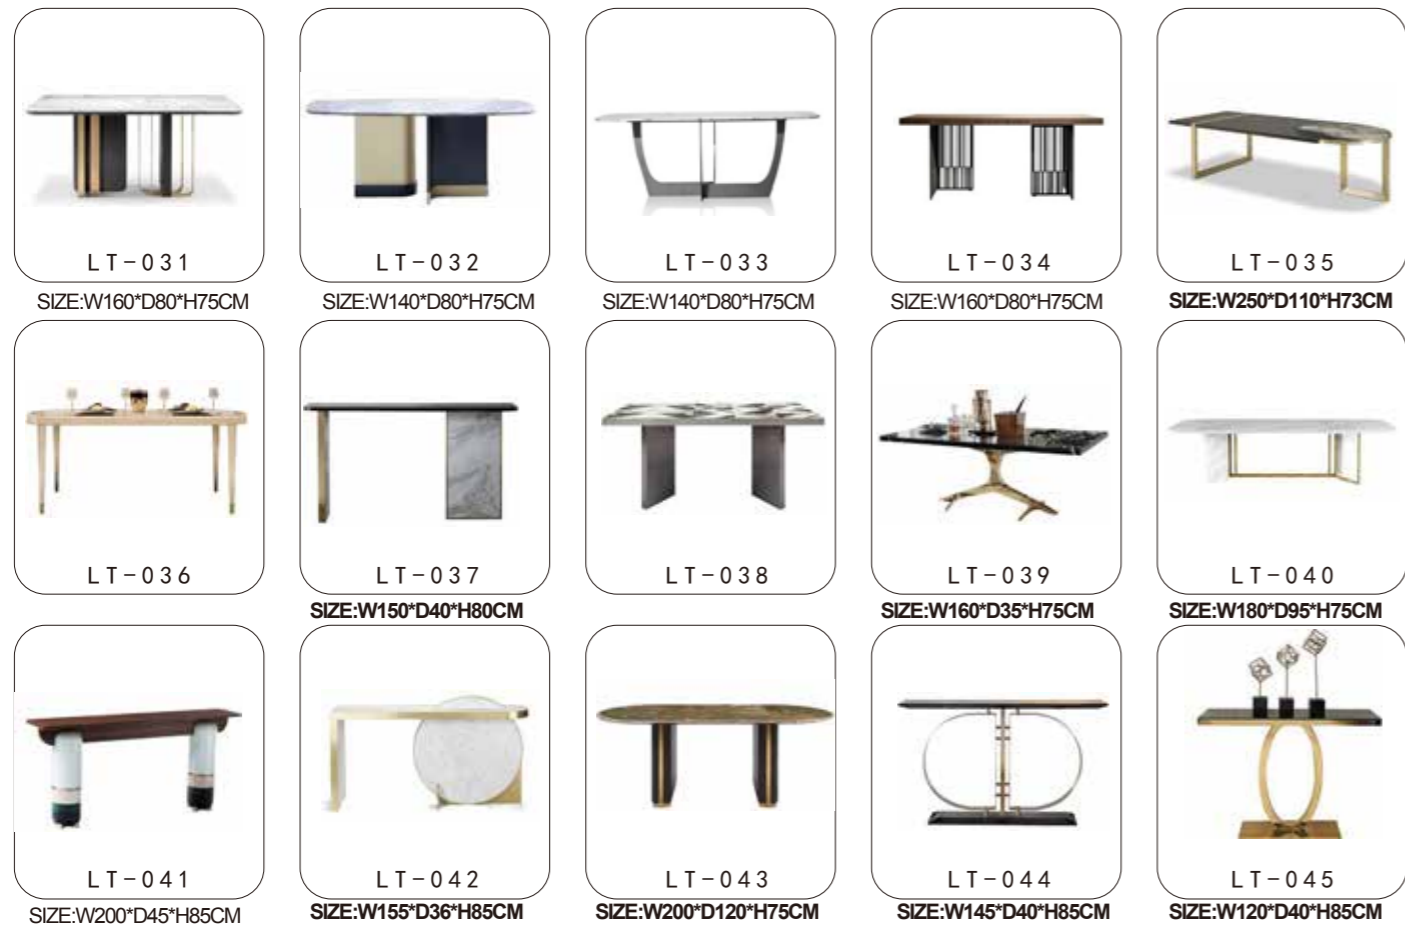 LT-031
LT-032
LT-033
LT-034
LT-035
SIZE:W160*D80*H75CM
SIZE:W140*D80*H75CM
SIZE:W140*D80*H75CM
SIZE:W160*D80*H75CM
SIZE:W250*D110*H73CM
LT-036
LT-037
LT-038
LT-039
LT-040
SIZE:W150*D40*H80CM
SIZE:W160*D35*H75CM
SIZE:W180*D95*H75CM
LT-041
LT-042
LT-043
LT-044
LT-045
SIZE:W200*D45*H85CM
SIZE:W155*D36*H85CM
SIZE:W200*D120*H75CM
SIZE:W145*D40*H85CM
SIZE:W120*D40*H85CM